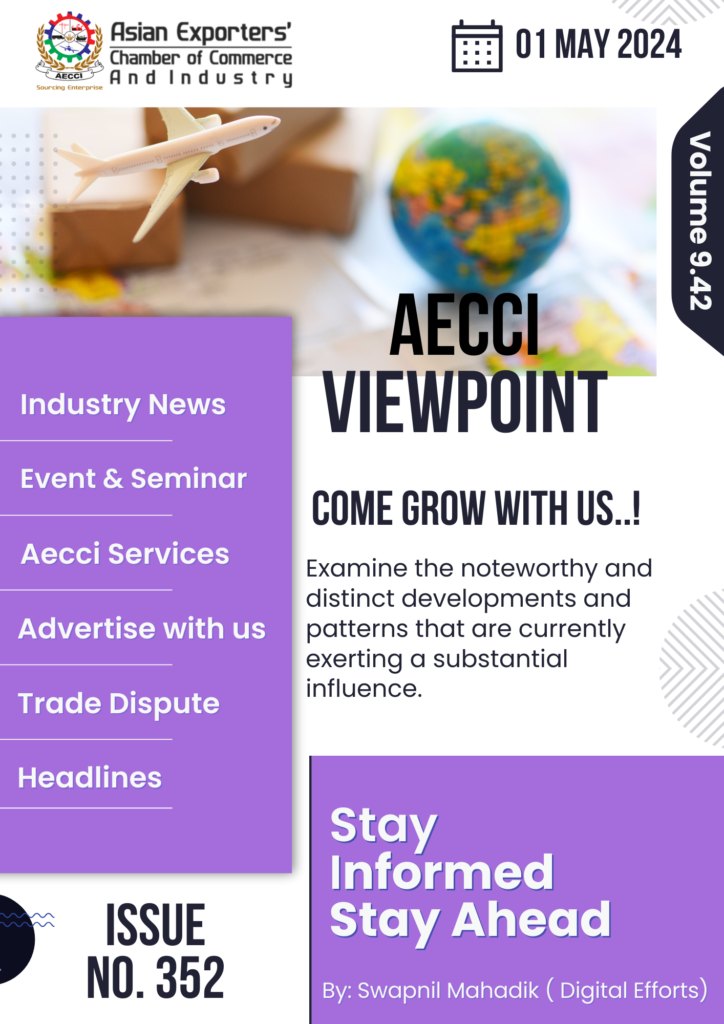 Asian Exporters'
Chamber of Commerce
And Industry
AECCI
Sourcing Enterprise
01 MAY 2024
Volume 9.42
AECCI
VIEWPOINT
Industry News
Event & Seminar
Aecci Services
Advertise with us
Trade Dispute
Headlines
COME GROW WITH US..!
Examine the noteworthy and
distinct developments and
patterns that are currently
exerting a substantial
influence.
Stay
Informed
Stay Ahead
By: Swapnil Mahadik ( Digital Efforts)
ISSUE
NO. 352